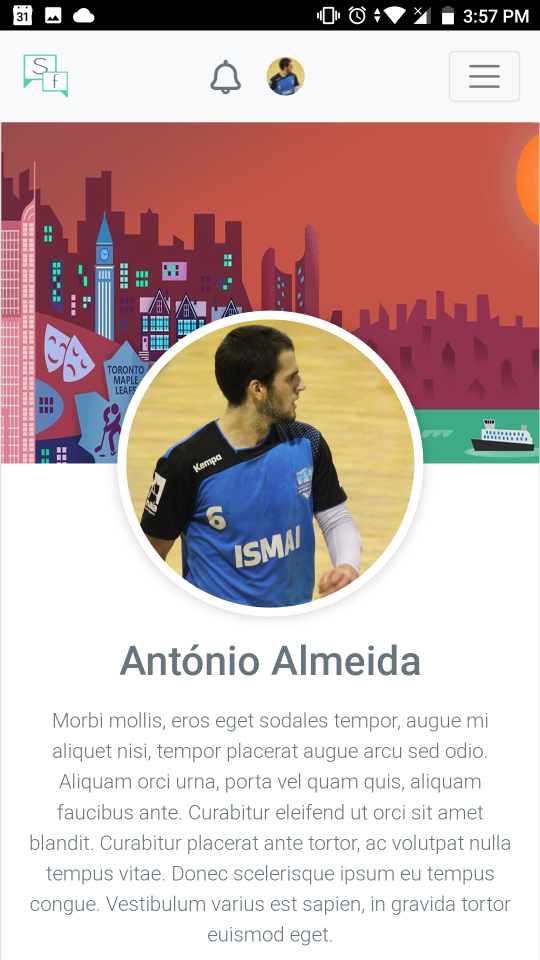 31
3:57 PM
S
f
TORONTO
MAPLE
LEAFS
Kempa
6
ISMAI
António Almeida
Morbi mollis, eros eget sodales tempor, augue mi
aliquet nisi, tempor placerat augue arcu sed odio.
Aliquam orci urna, porta vel quam quis, aliquam
faucibus ante. Curabitur eleifend ut orci sit amet
blandit. Curabitur placerat ante tortor, ac volutpat nulla
tempus vitae. Donec scelerisque ipsum eu tempus
congue. Vestibulum varius est sapien, in gravida tortor
euismod eget.